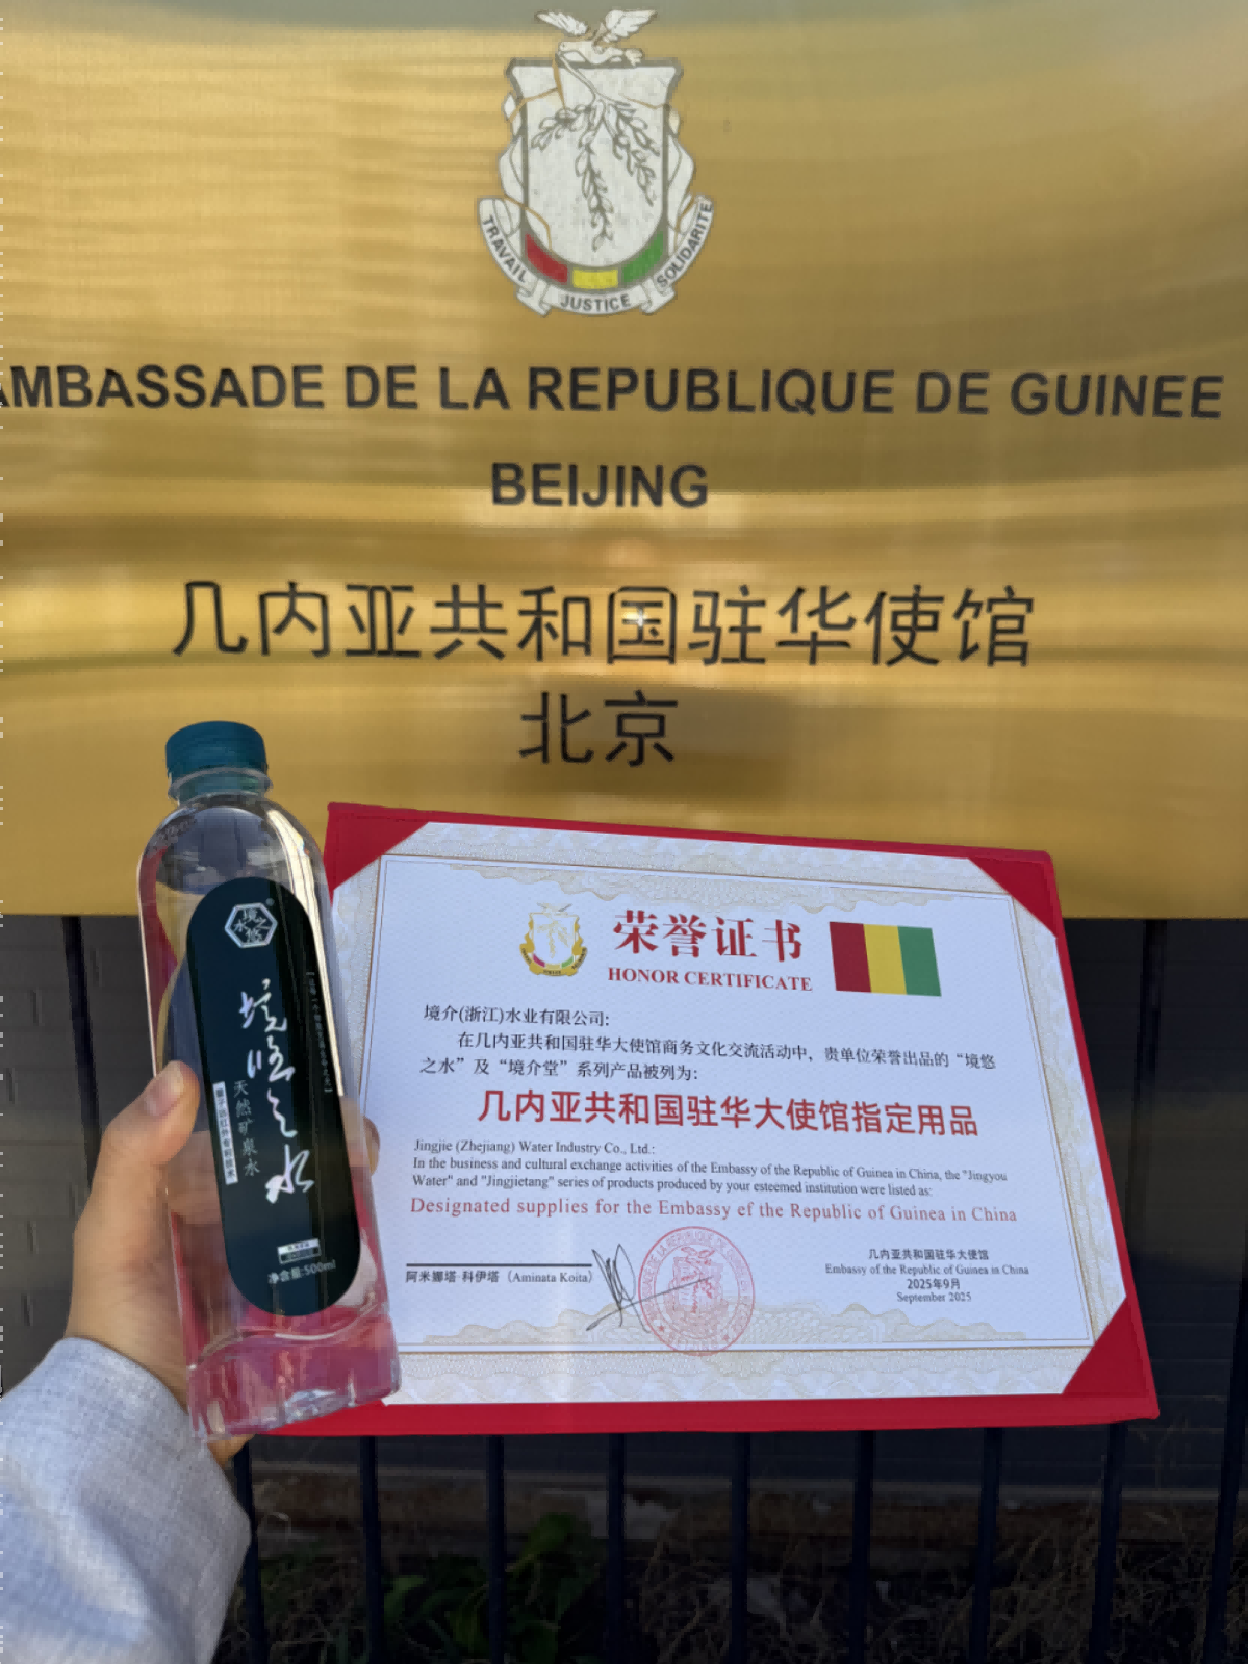 TRAVAIL JUSTICE SOLIDARITE
AMBASSADE DE LA REPUBLIQUE DE GUINEE
BEIJING
几内亚共和国驻华使馆
北京
荣誉证书
HONOR CERTIFICATE
境介(浙江)水业有限公司:
在几内亚共和国驻华大使馆商务文化交流活动中，贵单位荣誉出品的“境悠
之水”及“境介堂”系列产品被列为:
几内亚共和国驻华大使馆指定用品
Jingjie (Zhejiang) Water Industry Co., Ltd.:
In the business and cultural exchange activities of the Embassy of the Republic of Guinea in China, the "Jingyou
Water" and "Jingjietang" series of products produced by your esteemed institution were listed as:
Designated supplies for the Embassy ef the Republic of Guinea in China
阿米娜塔·科伊塔（Aminata Koita）
几内亚共和国驻华大使馆
Embassy of the Republic of Guinea in China
2025年9月
September 2025
境悠之水
®
境悠之水
天然矿泉水
净含量:500ml